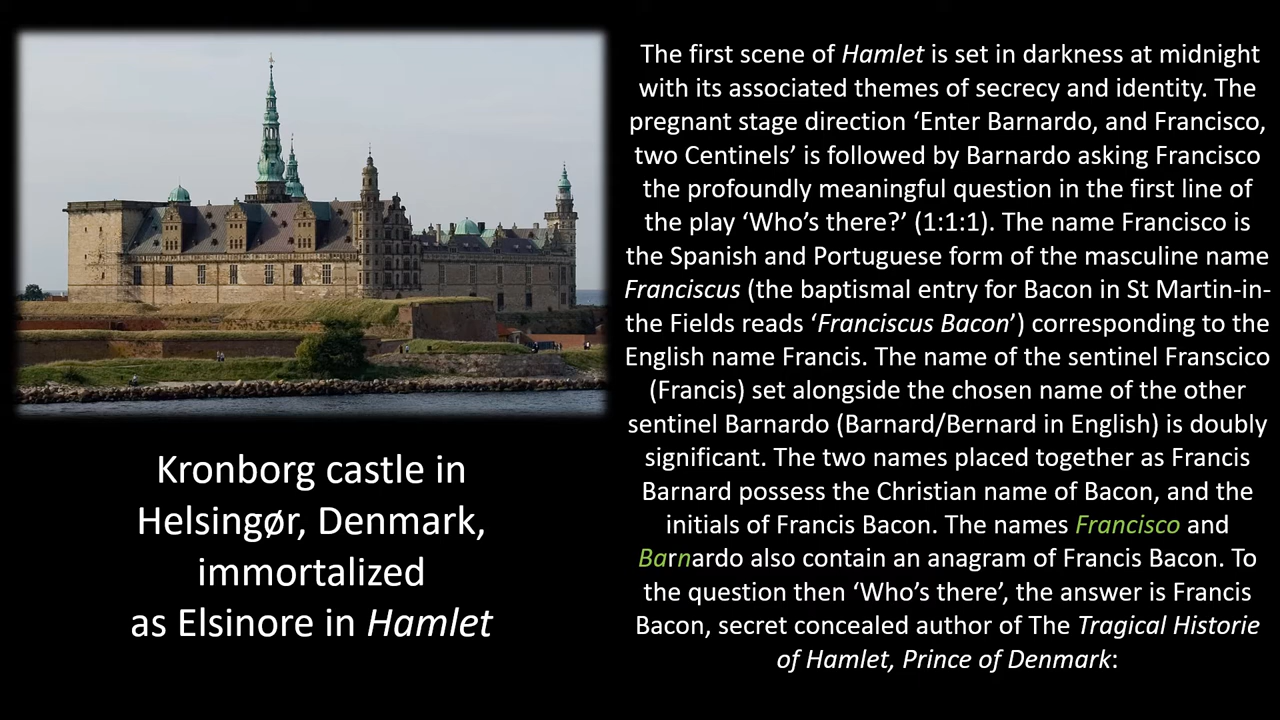 Kronborg castle in
Helsingør, Denmark,
immortalized
as Elsinore in Hamlet
The first scene of Hamlet is set in darkness at midnight
with its associated themes of secrecy and identity. The
pregnant stage direction ‘Enter Barnardo, and Francisco,
two Centinels’ is followed by Barnardo asking Francisco
the profoundly meaningful question in the first line of
the play ‘Who’s there?’ (1:1:1). The name Francisco is
the Spanish and Portuguese form of the masculine name
Franciscus (the baptismal entry for Bacon in St Martin-in-
the Fields reads ‘Franciscus Bacon’) corresponding to the
English name Francis. The name of the sentinel Franscico
(Francis) set alongside the chosen name of the other
sentinel Barnardo (Barnard/Bernard in English) is doubly
significant. The two names placed together as Francis
Barnard possess the Christian name of Bacon, and the
initials of Francis Bacon. The names Francisco and
Barnardo also contain an anagram of Francis Bacon. To
the question then ‘Who’s there’, the answer is Francis
Bacon, secret concealed author of The Tragical Historie
of Hamlet, Prince of Denmark: